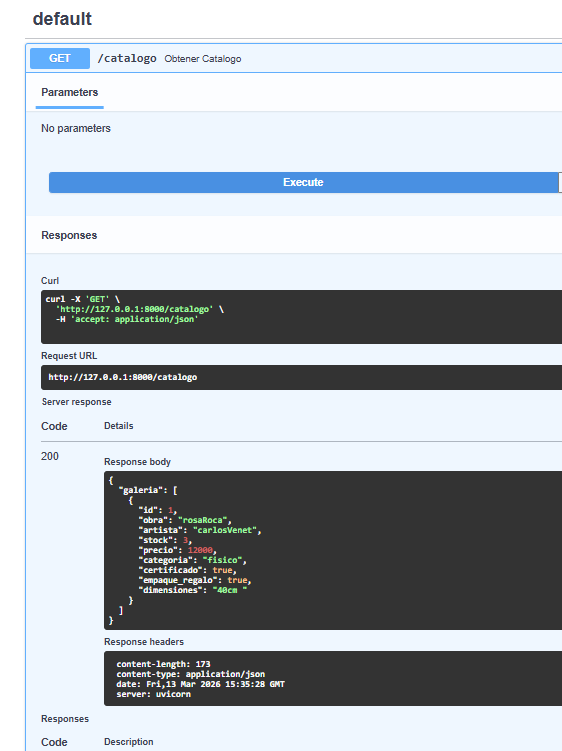 default
GET /catalogo Obtener Catalogo
Parameters
No parameters
Execute
Responses
Curl
curl -X 'GET' \
'http://127.0.0.1:8000/catalogo' \
-H 'accept: application/json'
Request URL
http://127.0.0.1:8000/catalogo
Server response
Code Details
200
Response body
{
"galeria": [
{
"id": 1,
"obra": "rosaRoca",
"artista": "carlosVenet",
"stock": 3,
"precio": 12000,
"categoria": "fisico",
"certificado": true,
"empaque_regalo": true,
"dimensiones": "40cm "
}
]
}
Response headers
content-length: 173
content-type: application/json
date: Fri,13 Mar 2026 15:35:28 GMT
server: uvicorn
Responses
Code Description